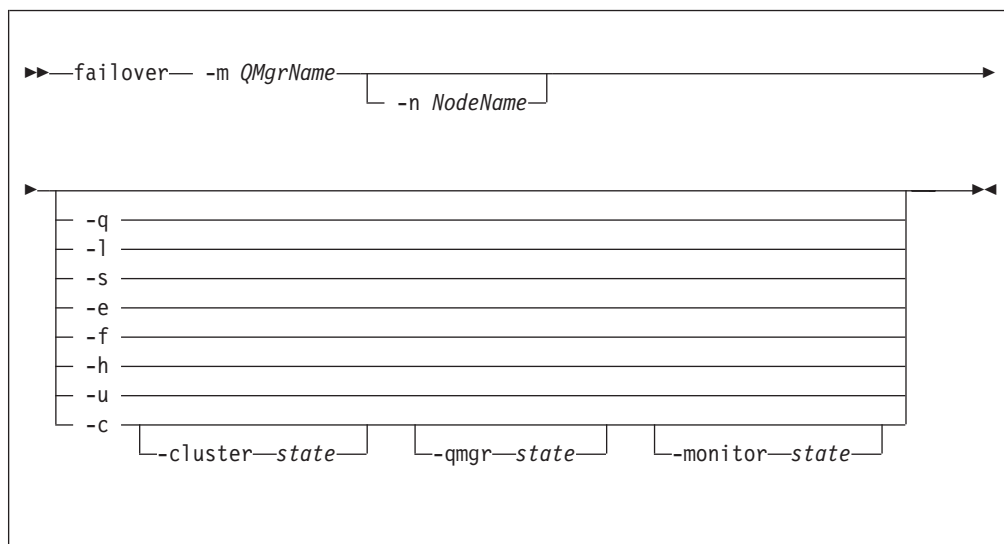 failover -m QMgrName
-n NodeName
-q
-l
-s
-e
-f
-h
-u
-c
-cluster state -qmgr state -monitor state